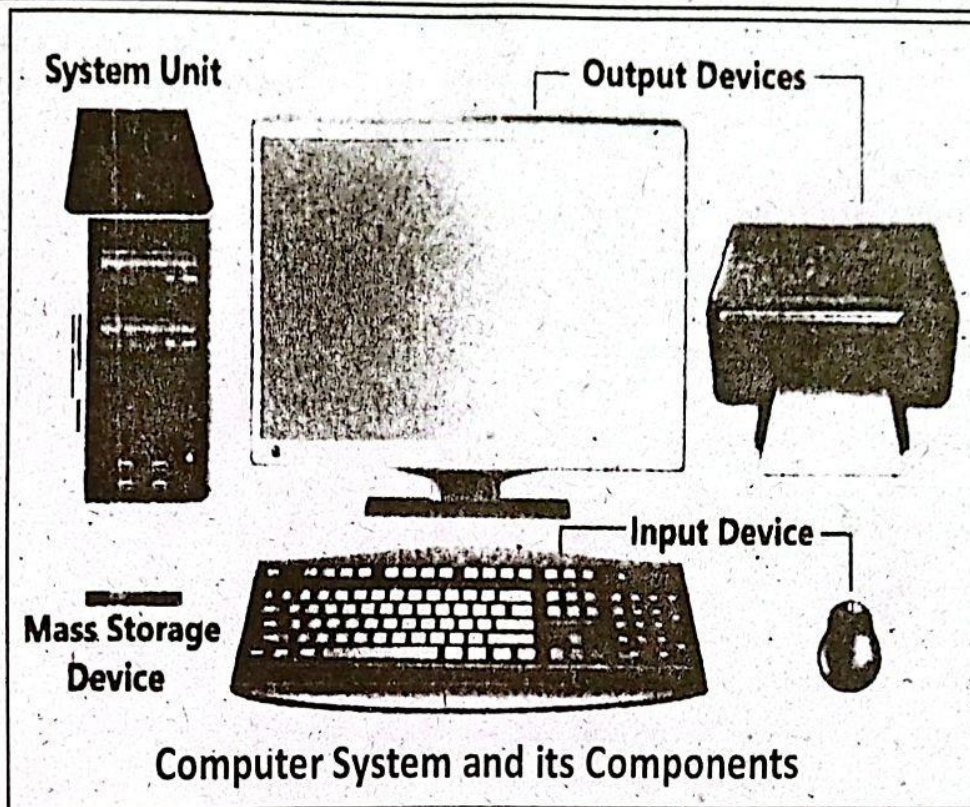 System Unit
Output Devices
Input Device
Mass Storage
Device
Computer System and its Components